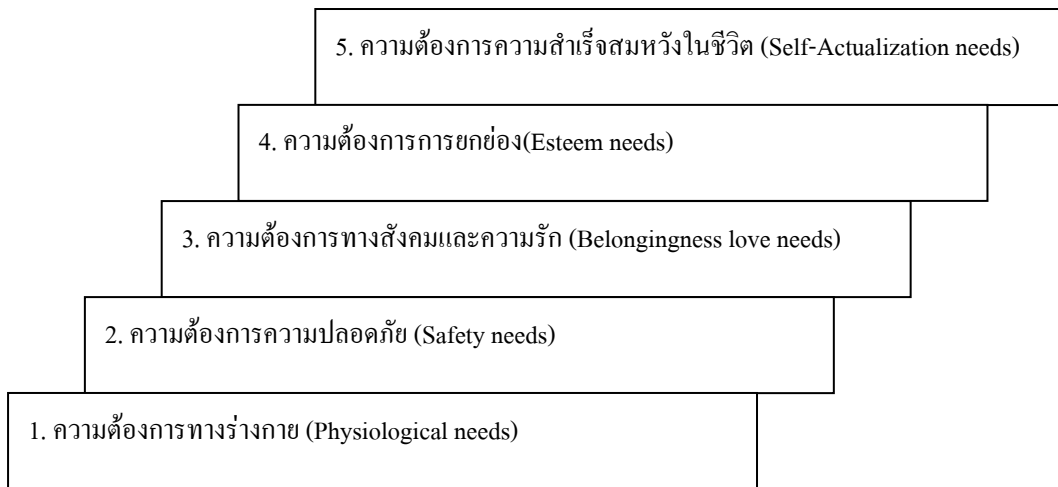 5. ความต้องการความสำเร็จสมหวังในชีวิต (Self-Actualization needs)
4. ความต้องการการยกย่อง(Esteem needs)
3. ความต้องการทางสังคมและความรัก (Belongingness love needs)
2. ความต้องการความปลอดภัย (Safety needs)
1. ความต้องการทางร่างกาย (Physiological needs)